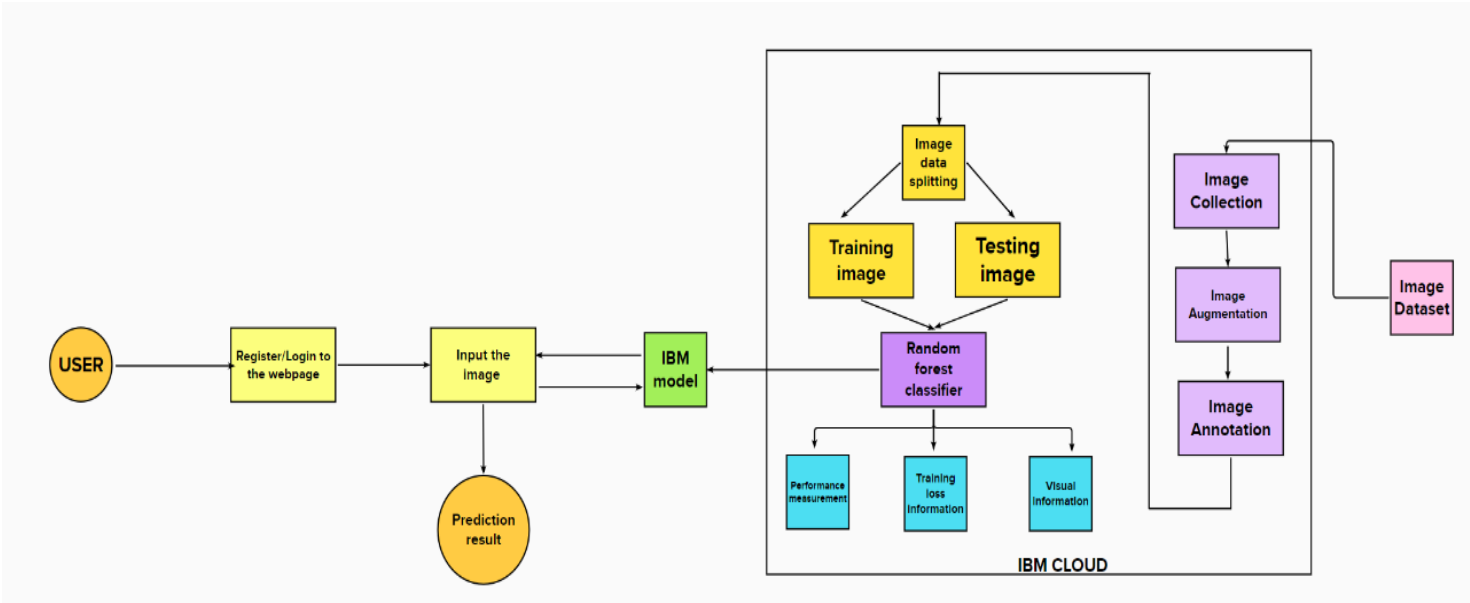 Image
data
splitting
Training
image
Testing
image
Image
Collection
Image
Augmentation
Image
Annotation
Image
Dataset
USER
Register/Login to
the webpage
Input the
image
IBM
model
Random
forest
classifier
Performance
measurement
Training
loss
information
Visual
information
Prediction
result
IBM CLOUD